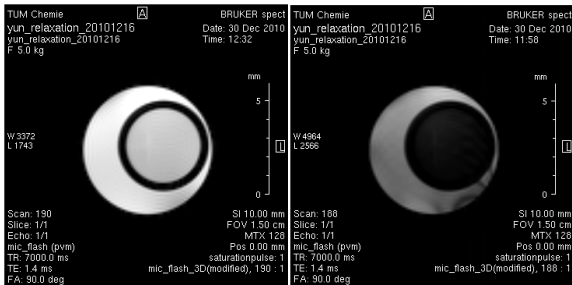 TUM Chemie
A
BRUKER spect
yun_relaxation_20101216
Date: 30 Dec 2010
yun_relaxation_20101216
Time: 12:32
F 5.0 kg
mm
5
W 3372
L 1743
L
0
Scan: 190
SI 10.00 mm
Slice: 1/1
FOV 1.50 cm
Echo: 1/1
MTX 128
mic_flash (pvm)
Pos 0.00 mm
TR: 7000.0 ms
saturationpulse: 1
TE: 1.4 ms
mic_flash_3D(modified), 190 : 1
FA: 90.0 deg
TUM Chemie
A
BRUKER spect
yun_relaxation_20101216
Date: 30 Dec 2010
yun_relaxation_20101216
Time: 11:58
F 5.0 kg
mm
5
W 4964
L 2566
L
0
Scan: 188
SI 10.00 mm
Slice: 1/1
FOV 1.50 cm
Echo: 1/1
MTX 128
mic_flash (pvm)
Pos 0.00 mm
TR: 7000.0 ms
saturationpulse: 1
TE: 1.4 ms
mic_flash_3D(modified), 188 : 1
FA: 90.0 deg